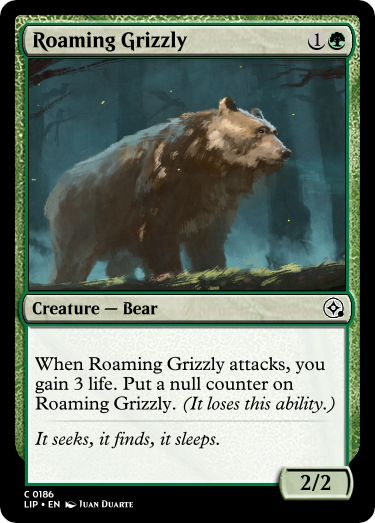 Roaming Grizzly 1
Creature — Bear
When Roaming Grizzly attacks, you
gain 3 life. Put a null counter on
Roaming Grizzly. (It loses this ability.)
It seeks, it finds, it sleeps.
2/2
C 0186
LIP • EN Juan Duarte